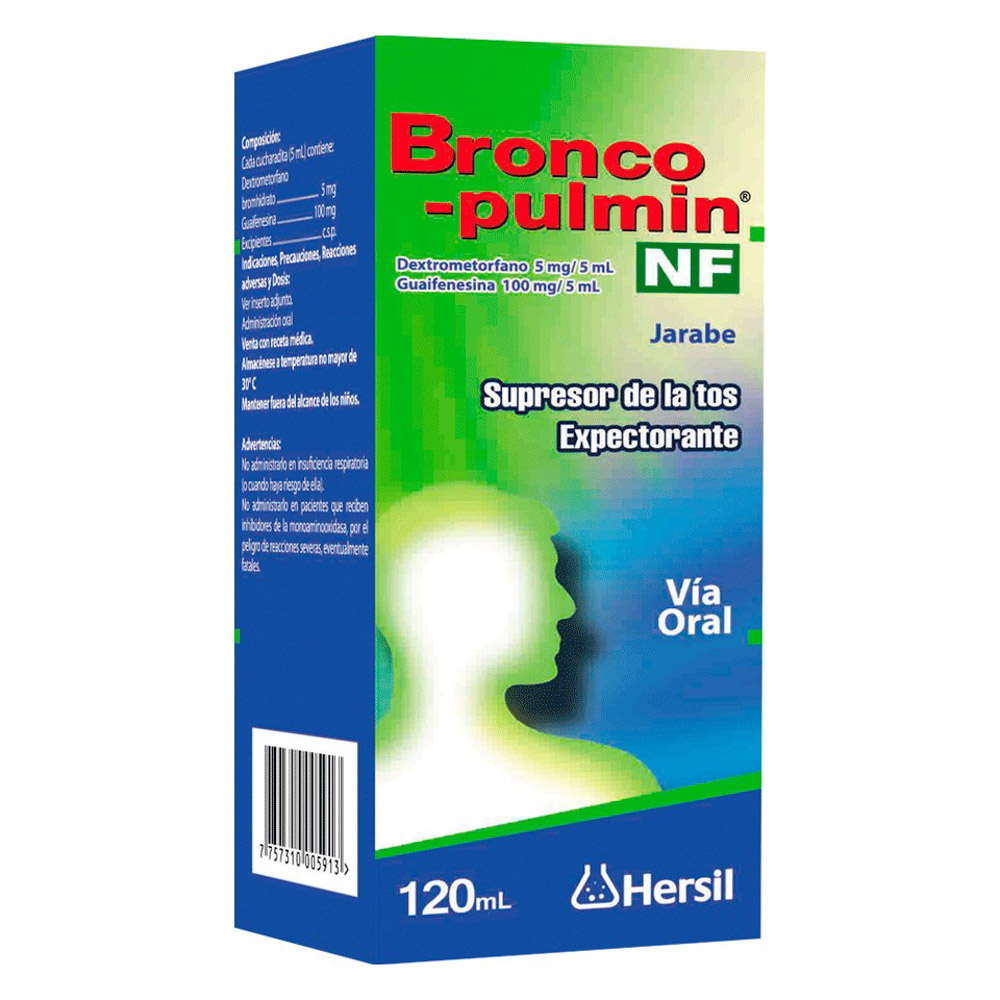 Composición:
Cada cucharadita (5 mL) contiene:
Dextrometorfano
bromhidrato 5 mg
Guaifenesina 100 mg
Excipientes c.s.p.
Indicaciones, Precauciones, Reacciones
adversas y Dosis:
Ver inserto adjunto.
Administración oral
Venta con receta médica.
Almacénese a temperatura no mayor de
30° C
Mantener fuera del alcance de los niños.
Advertencias:
No administrarlo en insuficiencia respiratoria
(o cuando haya riesgo de ella).
No administrarlo en pacientes que reciben
inhibidores de la monoaminooxidasa, por el
peligro de reacciones severas, eventualmente
fatales.
7 757310 005913 >
Bronco
-pulmin®
NF
Dextrometorfano 5 mg/ 5 mL
Guaifenesina 100 mg/ 5 mL
Jarabe
Supresor de la tos
Expectorante
Vía
Oral
120mL
Hersil